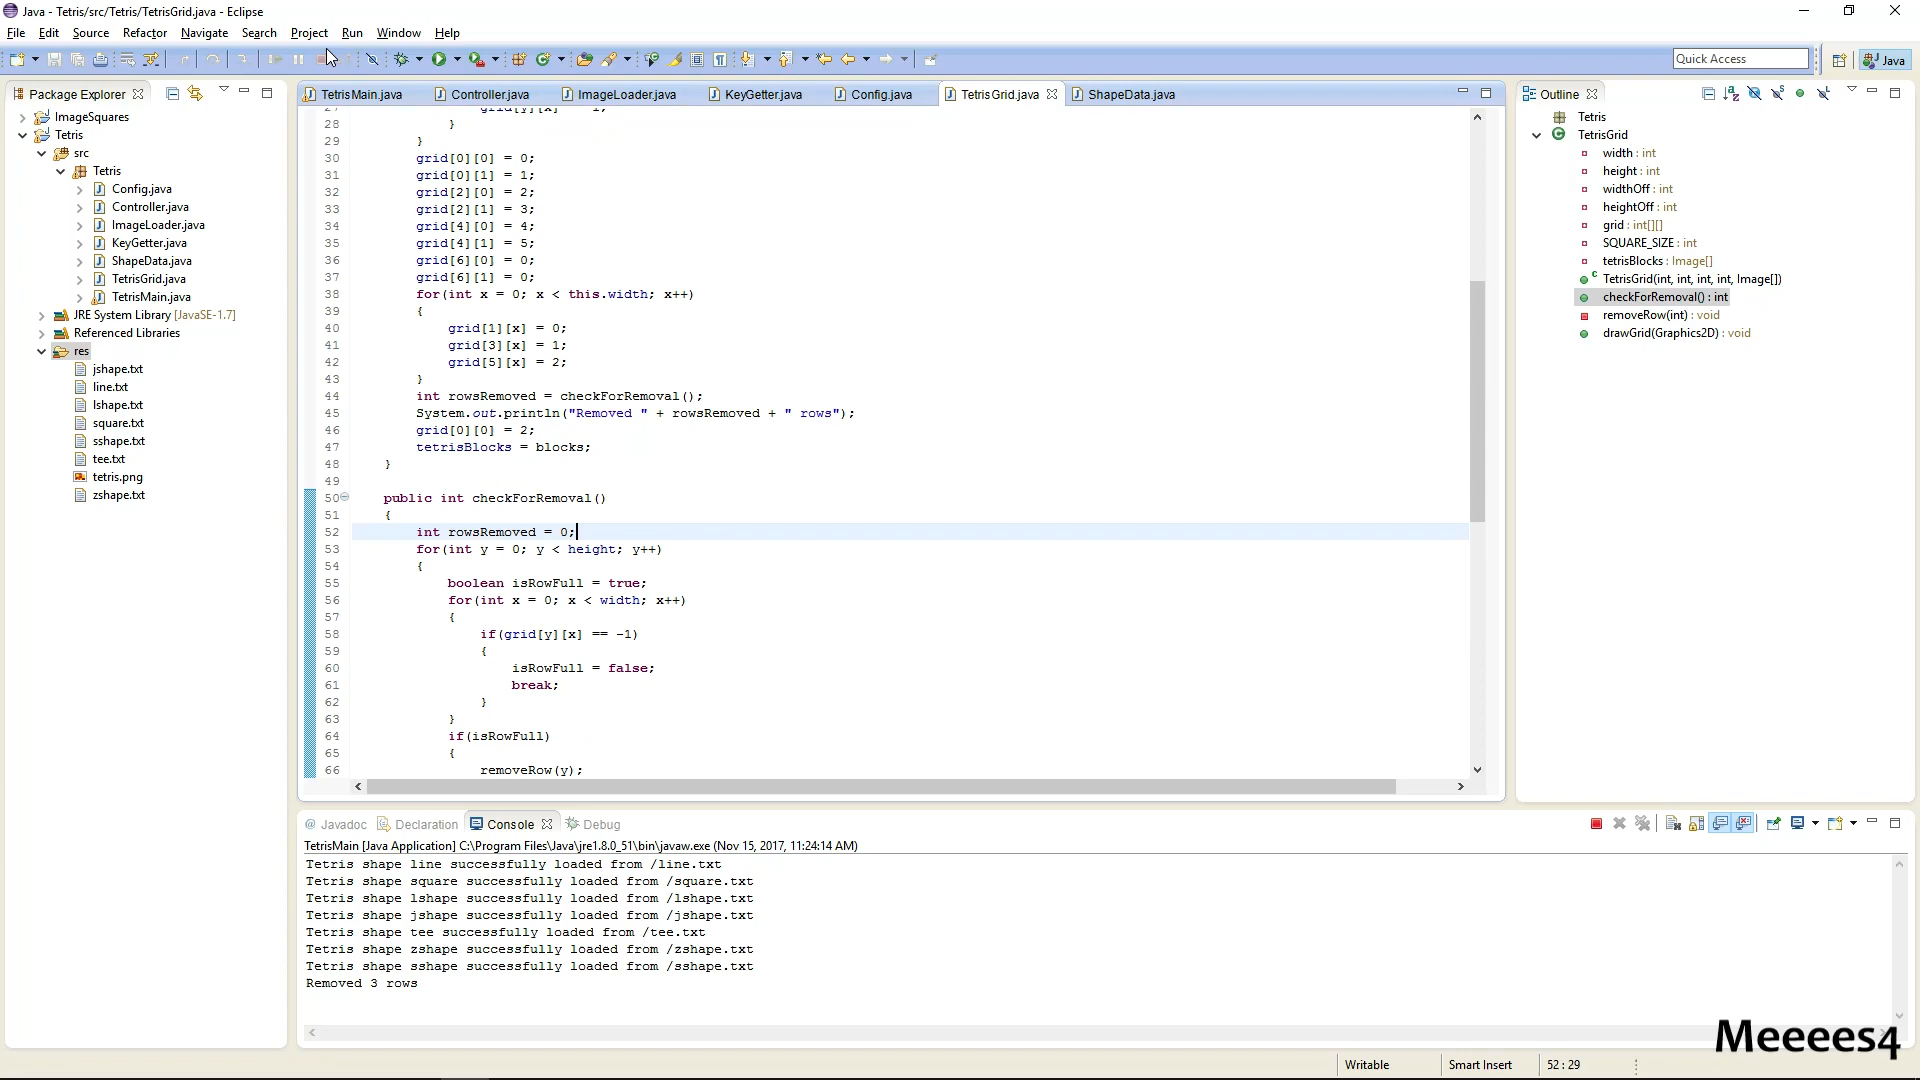 Java - Tetris/src/Tetris/TetrisGrid.java - Eclipse
File Edit Source Refactor Navigate Search Project Run Window Help
Quick Access
Java
Package Explorer
ImageSquares
Tetris
src
Tetris
Config.java
Controller.java
ImageLoader.java
KeyGetter.java
ShapeData.java
TetrisGrid.java
TetrisMain.java
JRE System Library [JavaSE-1.7]
Referenced Libraries
res
jshape.txt
line.txt
lshape.txt
square.txt
sshape.txt
tee.txt
tetris.png
zshape.txt
TetrisMain.java Controller.java ImageLoader.java KeyGetter.java Config.java TetrisGrid.java ShapeData.java
28 }
29 }
30 grid[0][0] = 0;
31 grid[0][1] = 1;
32 grid[2][0] = 2;
33 grid[2][1] = 3;
34 grid[4][0] = 4;
35 grid[4][1] = 5;
36 grid[6][0] = 0;
37 grid[6][1] = 0;
38 for(int x = 0; x < this.width; x++)
39 {
40 grid[1][x] = 0;
41 grid[3][x] = 1;
42 grid[5][x] = 2;
43 }
44 int rowsRemoved = checkForRemoval();
45 System.out.println("Removed " + rowsRemoved + " rows");
46 grid[0][0] = 2;
47 tetrisBlocks = blocks;
48 }
49
50 public int checkForRemoval()
51 {
52 int rowsRemoved = 0;
53 for(int y = 0; y < height; y++)
54 {
55 boolean isRowFull = true;
56 for(int x = 0; x < width; x++)
57 {
58 if(grid[y][x] == -1)
59 {
60 isRowFull = false;
61 break;
62 }
63 }
64 if(isRowFull)
65 {
66 removeRow(y);
Outline
Tetris
TetrisGrid
width : int
height : int
widthOff : int
heightOff : int
grid : int[][]
SQUARE_SIZE : int
tetrisBlocks : Image[]
TetrisGrid(int, int, int, int, Image[])
checkForRemoval() : int
removeRow(int) : void
drawGrid(Graphics2D) : void
@ Javadoc Declaration Console Debug
TetrisMain [Java Application] C:\Program Files\Java\jre1.8.0_51\bin\javaw.exe (Nov 15, 2017, 11:24:14 AM)
Tetris shape line successfully loaded from /line.txt
Tetris shape square successfully loaded from /square.txt
Tetris shape lshape successfully loaded from /lshape.txt
Tetris shape jshape successfully loaded from /jshape.txt
Tetris shape tee successfully loaded from /tee.txt
Tetris shape zshape successfully loaded from /zshape.txt
Tetris shape sshape successfully loaded from /sshape.txt
Removed 3 rows
Meeees4
Writable Smart Insert 52 : 29